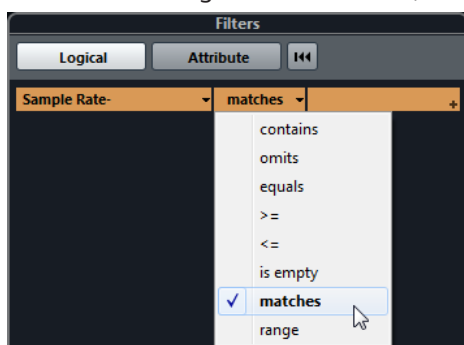 Filters
Logical Attribute
Sample Rate- matches +
contains
omits
equals
>=
<=
is empty
✓ matches
range